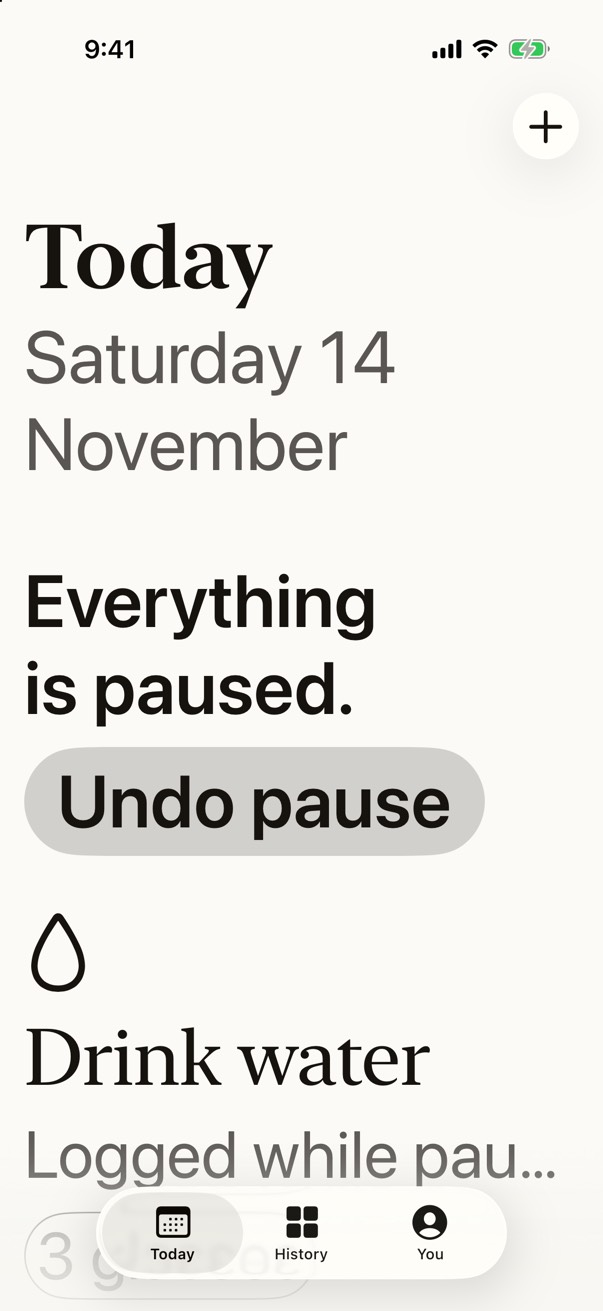 9:41
Today
Saturday 14
November
Everything
is paused.
Undo pause
Drink water
Logged while pau...
3
Today
History
You